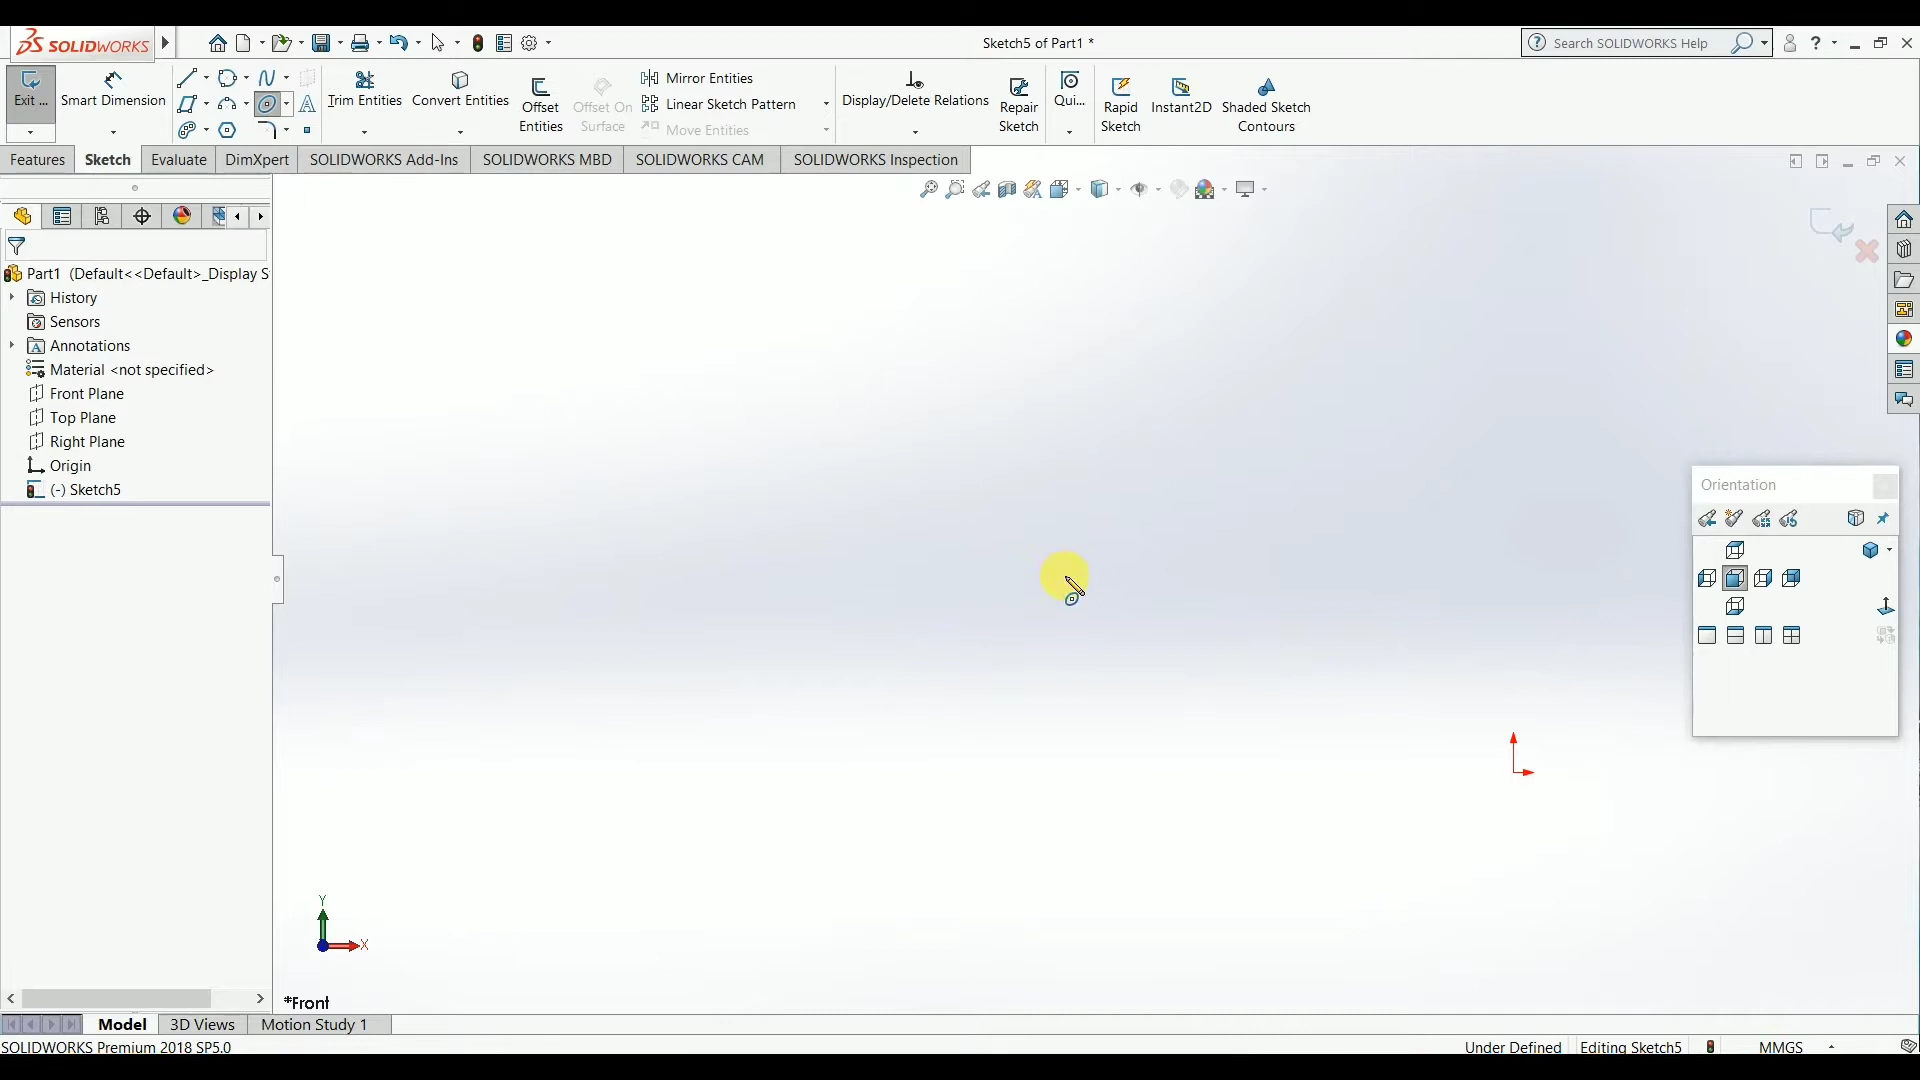 SOLIDWORKS
Sketch5 of Part1 *
Search SOLIDWORKS Help
Exit ...
Smart Dimension
Trim Entities
Convert Entities
Offset Entities
Offset On Surface
Mirror Entities
Linear Sketch Pattern
Move Entities
Display/Delete Relations
Repair Sketch
Qui...
Rapid Sketch
Instant2D
Shaded Sketch Contours
Features
Sketch
Evaluate
DimXpert
SOLIDWORKS Add-Ins
SOLIDWORKS MBD
SOLIDWORKS CAM
SOLIDWORKS Inspection
Part1 (Default<<Default>_Display S
History
Sensors
Annotations
Material <not specified>
Front Plane
Top Plane
Right Plane
Origin
(-) Sketch5
Orientation
Y
X
*Front
Model
3D Views
Motion Study 1
SOLIDWORKS Premium 2018 SP5.0
Under Defined
Editing Sketch5
MMGS